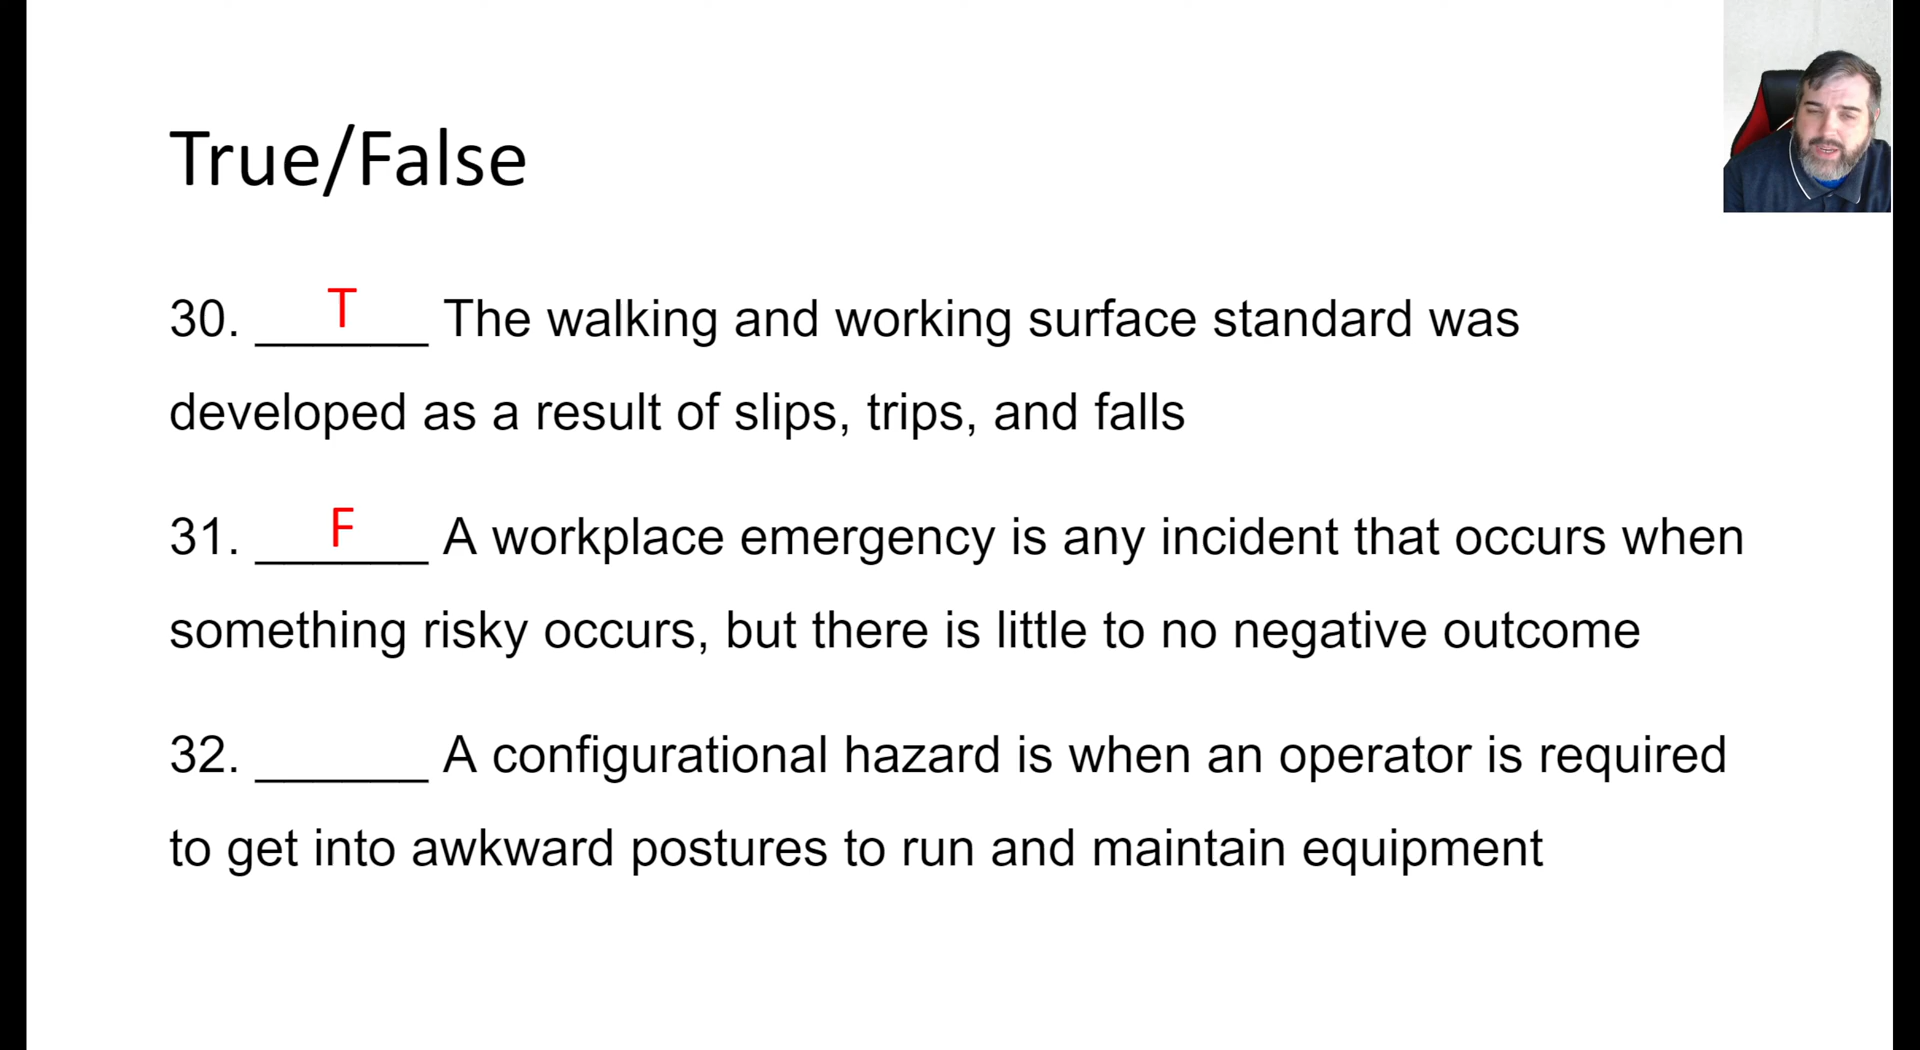 True/False
30. ______ The walking and working surface standard was
T
developed as a result of slips, trips, and falls
31. ______ A workplace emergency is any incident that occurs when
F
something risky occurs, but there is little to no negative outcome
32. ______ A configurational hazard is when an operator is required
to get into awkward postures to run and maintain equipment